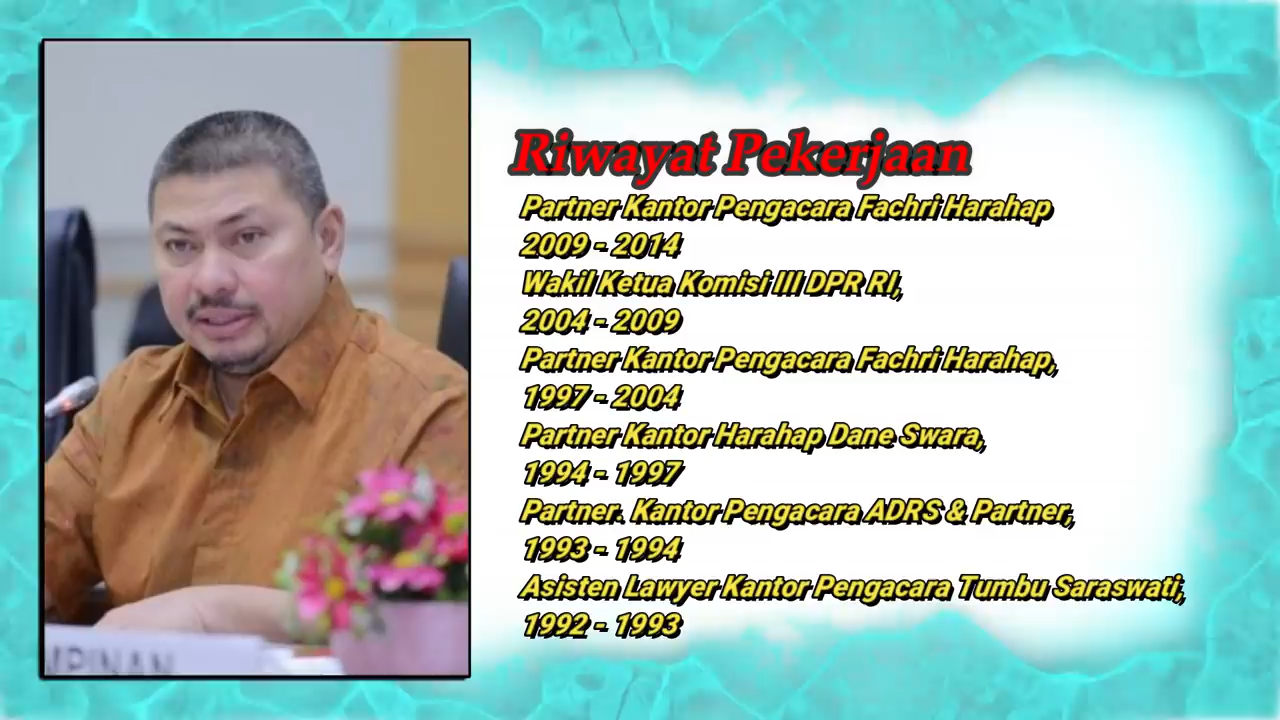 Riwayat Pekerjaan
Partner Kantor Pengacara Fachri Harahap
2009 - 2014
Wakil Ketua Komisi III DPR RI,
2004 - 2009
Partner Kantor Pengacara Fachri Harahap,
1997 - 2004
Partner Kantor Harahap Dane Swara,
1994 - 1997
Partner. Kantor Pengacara ADRS & Partner,
1993 - 1994
Asisten Lawyer Kantor Pengacara Tumbu Saraswati,
1992 - 1993